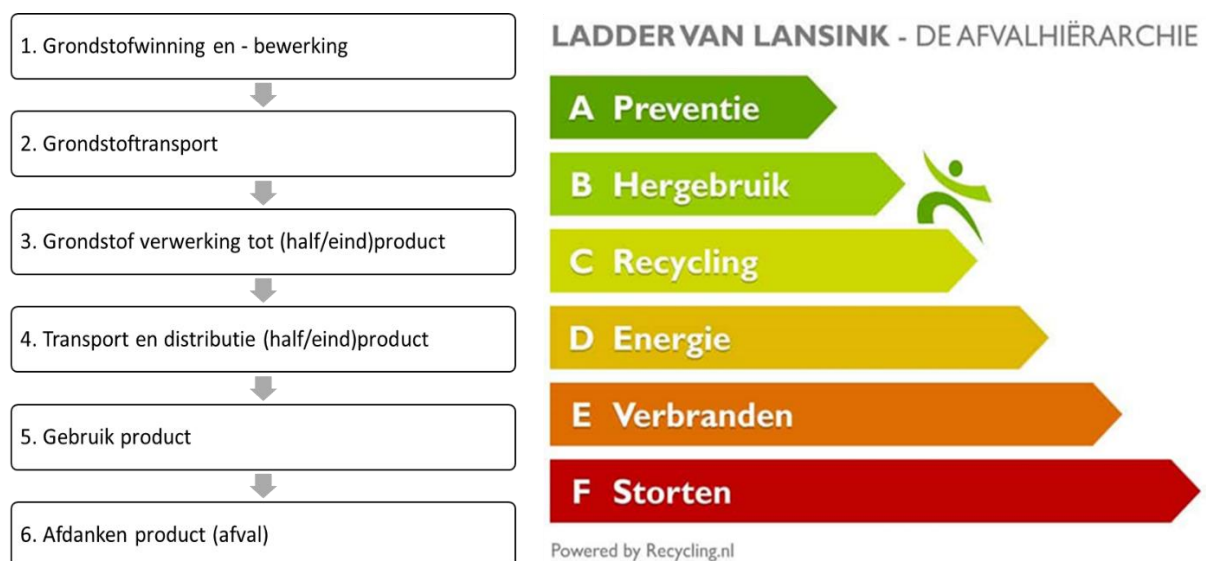 1. Grondstofwinning en - bewerking
2. Grondstoftransport
3. Grondstof verwerking tot (half/eind)product
4. Transport en distributie (half/eind)product
5. Gebruik product
6. Afdanken product (afval)
LADDER VAN LANSINK - DE AFVALHIËRARCHIE
A Preventie
B Hergebruik
C Recycling
D Energie
E Verbranden
F Storten
Powered by Recycling.nl